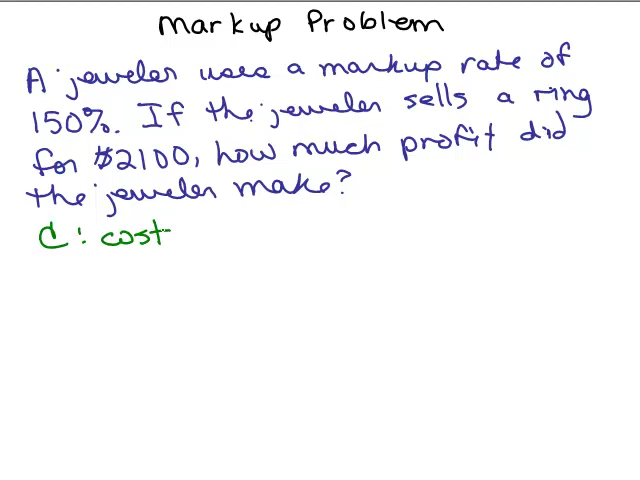 Markup Problem
A jeweler uses a markup rate of
150%. If the jeweler sells a ring
for $2100, how much profit did
the jeweler make?
C: cost